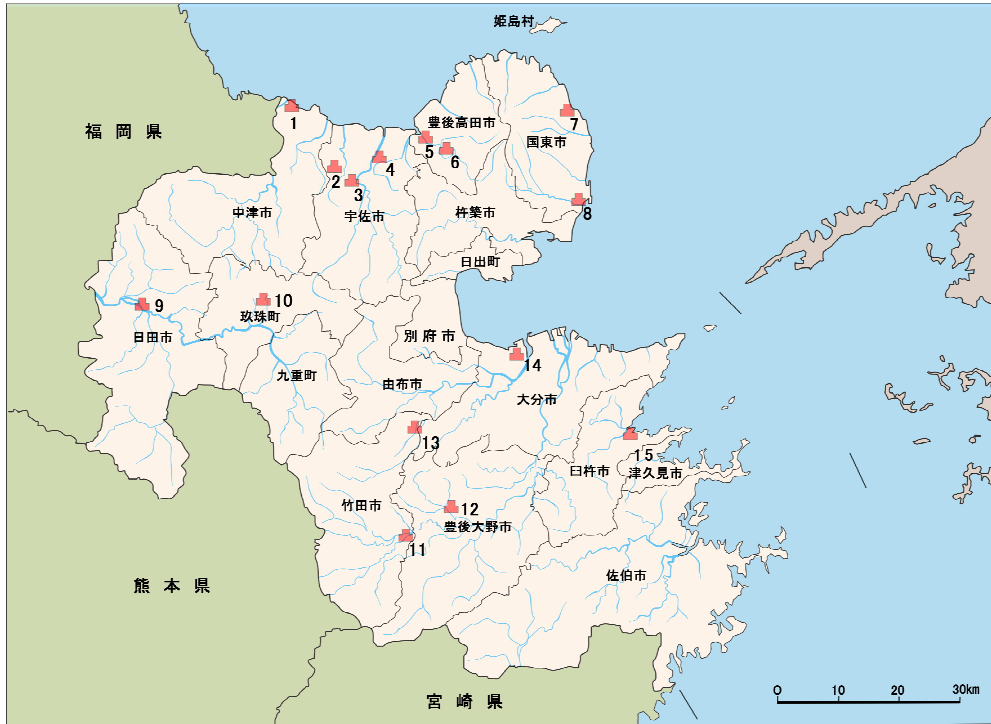 姫島村
福岡県
1
豊後高田市
7
国東市
5
6
4
2
3
中津市
宇佐市
杵築市
8
日出町
9
10
玖珠町
日田市
別府市
九重町
由布市
14
大分市
13
15
臼杵市
津久見市
竹田市
12
豊後大野市
11
佐伯市
熊本県
宮崎県
0 10 20 30km